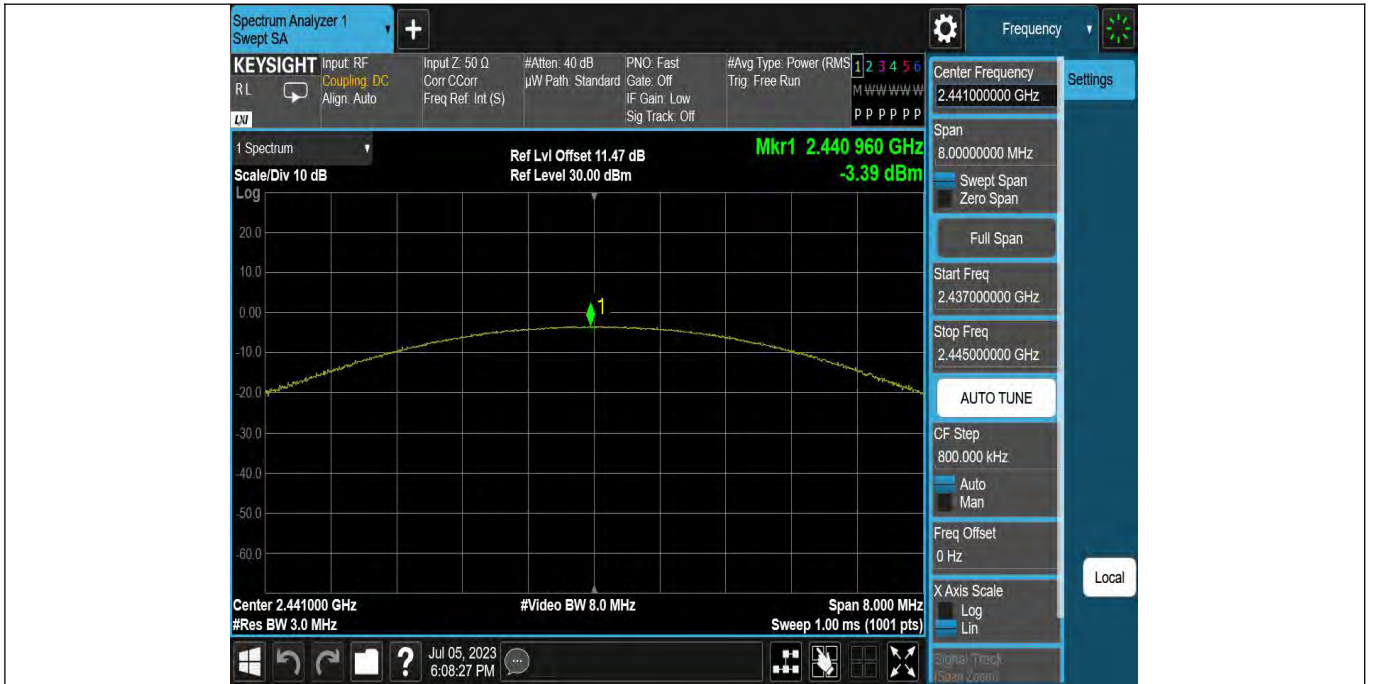 Spectrum Analyzer 1
Swept SA
+
Frequency
KEYSIGHT
RL
LXI
Input: RF
Coupling: DC
Align: Auto
Input Z: 50 Ω
Corr CCorr
Freq Ref: Int (S)
#Atten: 40 dB
µW Path: Standard
PNO: Fast
Gate: Off
IF Gain: Low
Sig Track: Off
#Avg Type: Power (RMS
Trig: Free Run
1 2 3 4 5 6
M W W W W W
P P P P P P
1 Spectrum
Scale/Div 10 dB
Ref Lvl Offset 11.47 dB
Ref Level 30.00 dBm
Mkr1 2.440 960 GHz
-3.39 dBm
Log
20.0
10.0
0.00
-10.0
-20.0
-30.0
-40.0
-50.0
-60.0
1
Center 2.441000 GHz
#Res BW 3.0 MHz
#Video BW 8.0 MHz
Span 8.000 MHz
Sweep 1.00 ms (1001 pts)
Jul 05, 2023
6:08:27 PM
?
Center Frequency
2.441000000 GHz
Span
8.00000000 MHz
Swept Span
Zero Span
Full Span
Start Freq
2.437000000 GHz
Stop Freq
2.445000000 GHz
AUTO TUNE
CF Step
800.000 kHz
Auto
Man
Freq Offset
0 Hz
X Axis Scale
Log
Lin
Signal Track
(Span Zoom)
Settings
Local